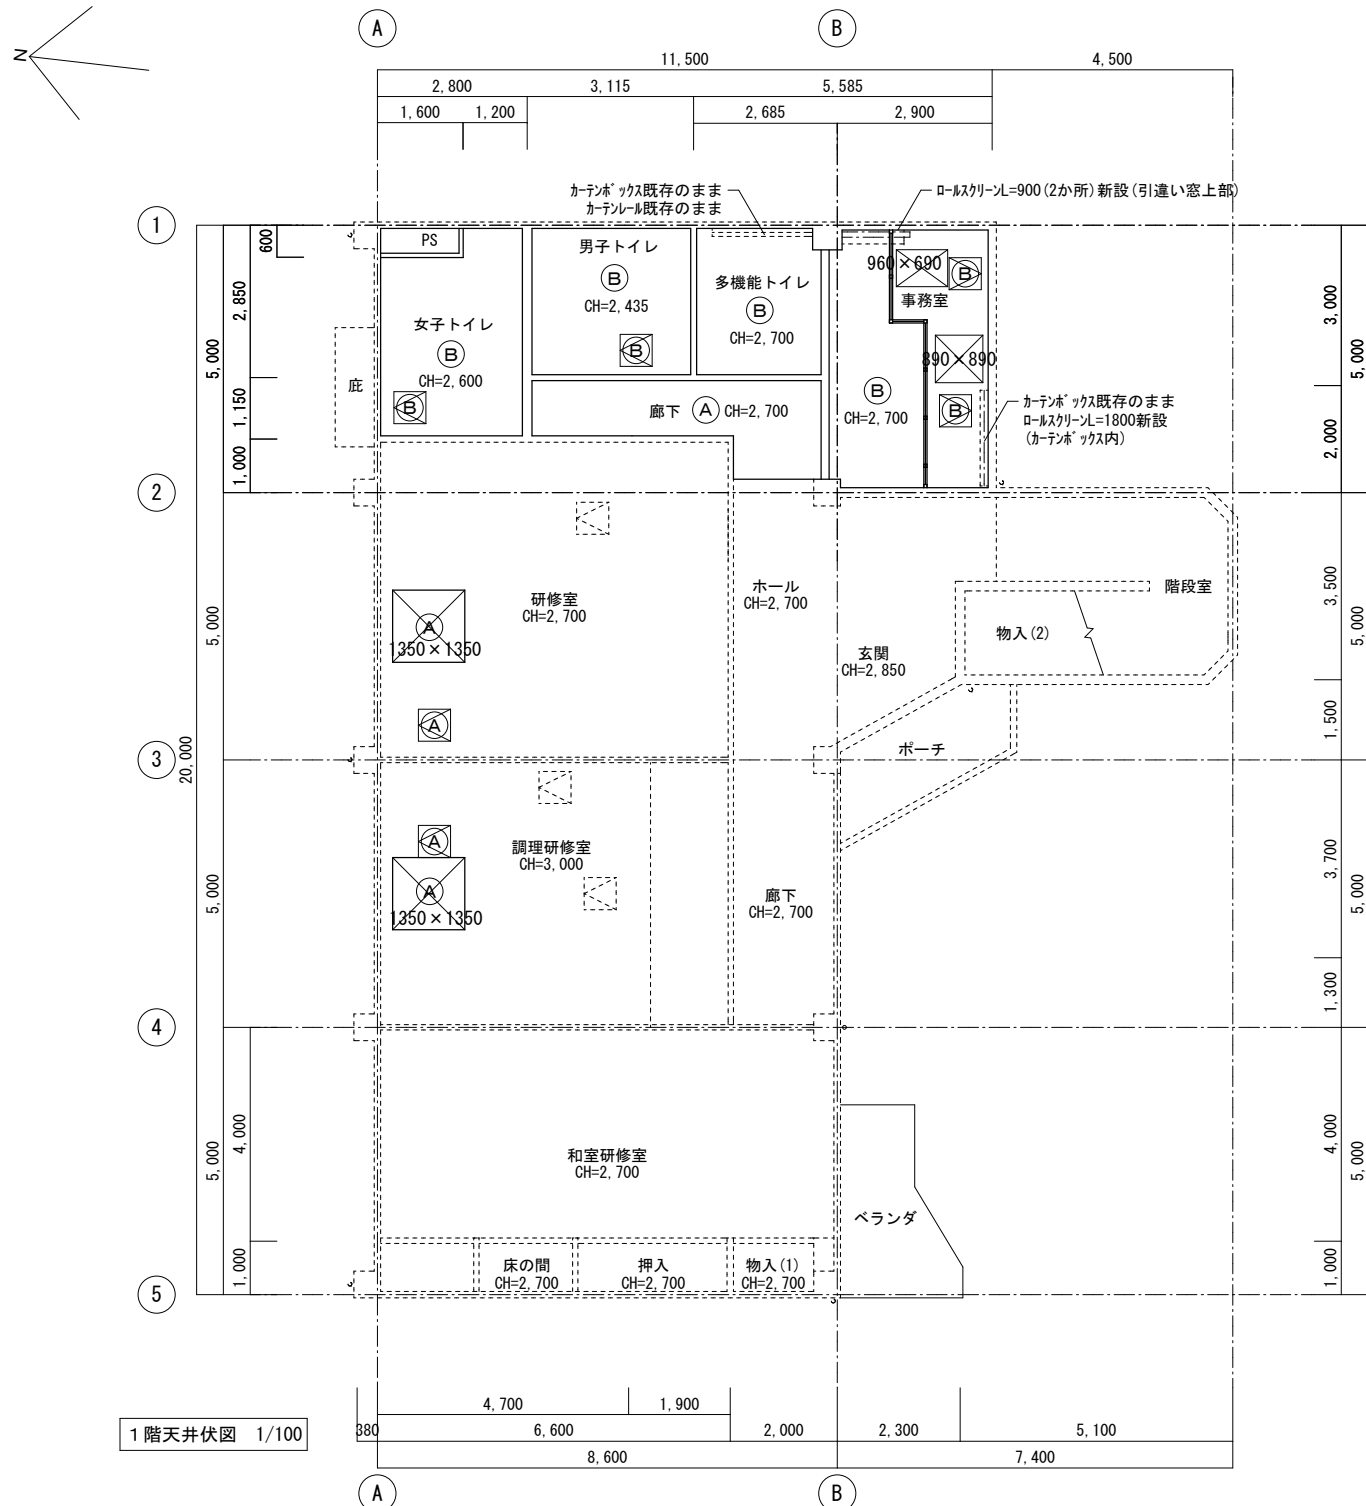 A
B
N
11,500
4,500
2,800
3,115
5,585
1,600
1,200
2,685
2,900
カーテンボックス既存のまま
カーテンレール既存のまま
ロールスクリーンL=900(2か所)新設(引違い窓上部)
1
600
PS
男子トイレ
B
CH=2,435
B
多機能トイレ
B
CH=2,700
960×690
B
事務室
2,850
5,000
女子トイレ
B
CH=2,600
B
庇
890×890
B
CH=2,700
B
カーテンボックス既存のまま
ロールスクリーンL=1800新設
(カーテンボックス内)
3,000
5,000
2,000
1,150
1,000
廊下
A
CH=2,700
2
研修室
CH=2,700
A
1350×1350
A
ホール
CH=2,700
玄関
CH=2,850
物入(2)
階段室
5,000
3,500
5,000
1,500
3
20,000
ポーチ
A
調理研修室
CH=3,000
A
1350×1350
廊下
CH=2,700
5,000
3,700
5,000
1,300
4
和室研修室
CH=2,700
4,000
5,000
1,000
ベランダ
4,000
5,000
1,000
床の間
CH=2,700
押入
CH=2,700
物入(1)
CH=2,700
5
4,700
1,900
380
6,600
2,000
2,300
5,100
8,600
7,400
1階天井伏図 1/100
A
B